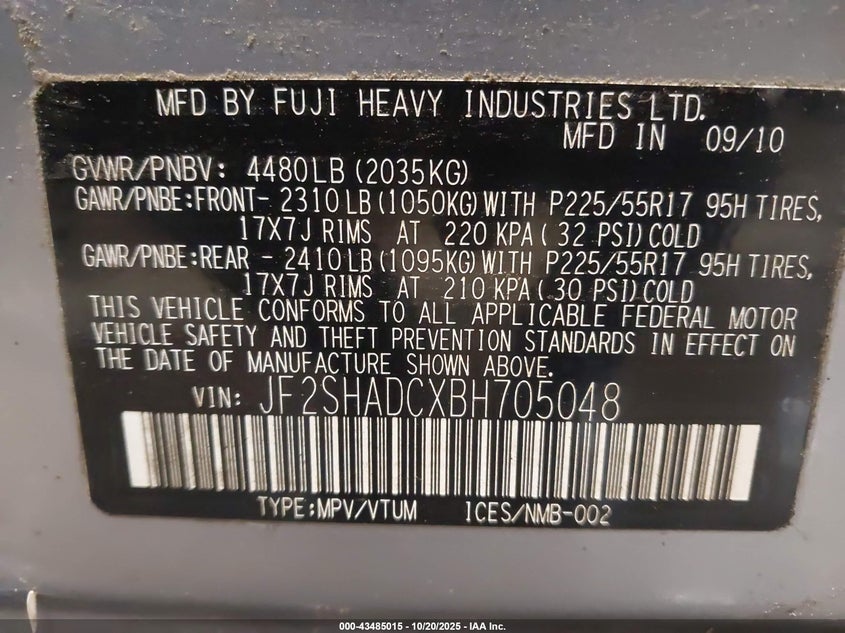 MFD BY FUJI HEAVY INDUSTRIES LTD.
MFD IN 09/10
GVWR/PNBV: 4480LB (2035KG)
GAWR/PNBE:FRONT- 2310 LB (1050KG) WITH P225/55R17 95H TIRES,
17X7J RIMS AT 220 KPA ( 32 PSI) COLD
GAWR/PNBE:REAR - 2410 LB (1095KG) WITH P225/55R17 95H TIRES,
17X7J RIMS AT 210 KPA ( 30 PSI) COLD
THIS VEHICLE CONFORMS TO ALL APPLICABLE FEDERAL MOTOR
VEHICLE SAFETY AND THEFT PREVENTION STANDARDS IN EFFECT ON
THE DATE OF MANUFACTURE SHOWN ABOVE.
VIN: JF2SHADCXBH705048
TYPE:MPV/VTUM ICES/NMB-002
000-43485015 - 10/20/2025 - IAA Inc.